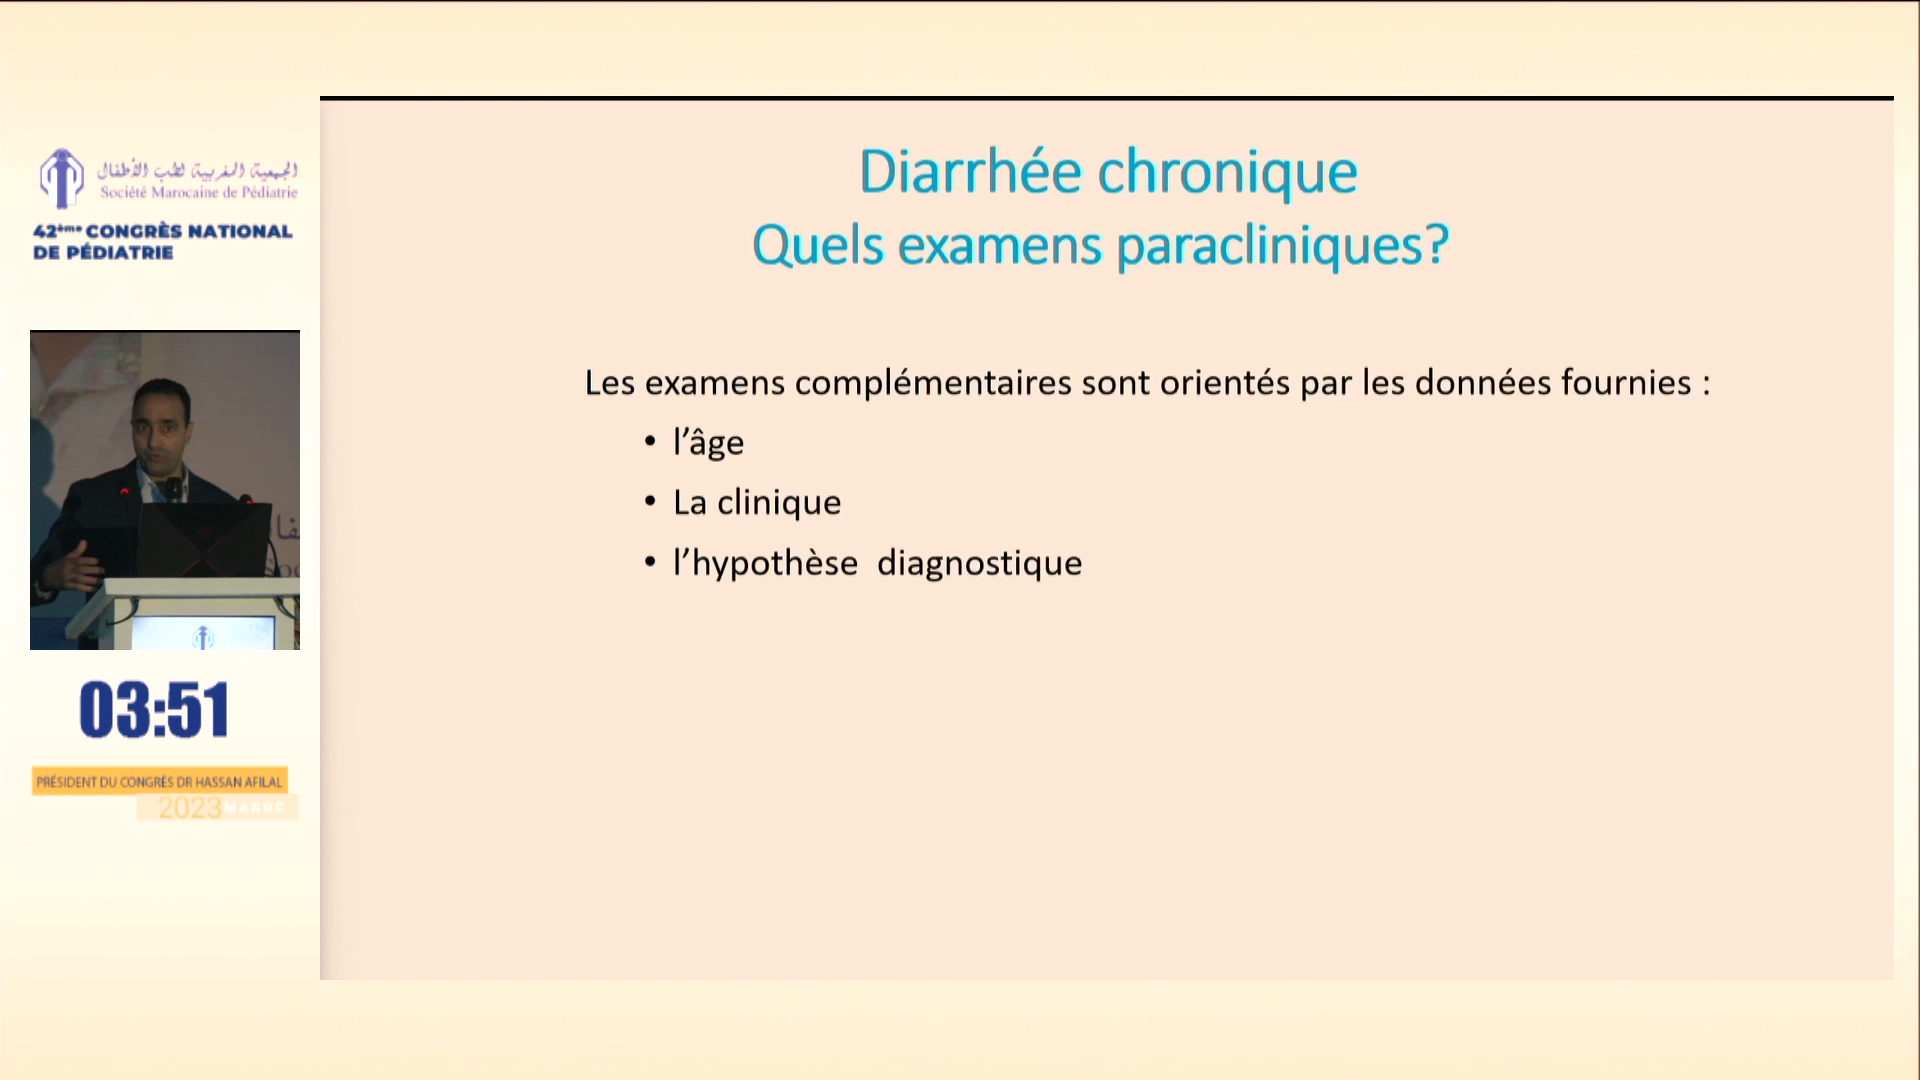 الجمعية المغربية لطب الأطفال
Société Marocaine de Pédiatrie
42ème CONGRÈS NATIONAL
DE PÉDIATRIE
03:51
PRÉSIDENT DU CONGRÈS DR HASSAN AFILAL
2023 MAROC
Diarrhée chronique
Quels examens paracliniques?
Les examens complémentaires sont orientés par les données fournies :
• l’âge
• La clinique
• l’hypothèse diagnostique